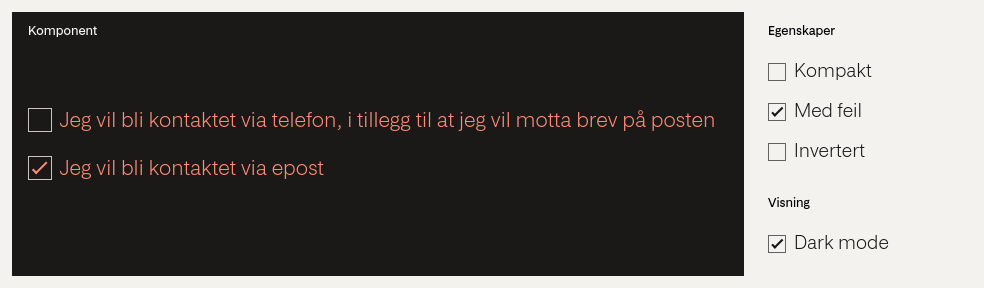 Komponent
Jeg vil bli kontaktet via telefon, i tillegg til at jeg vil motta brev på posten
Jeg vil bli kontaktet via epost
Egenskaper
Kompakt
Med feil
Invertert
Visning
Dark mode